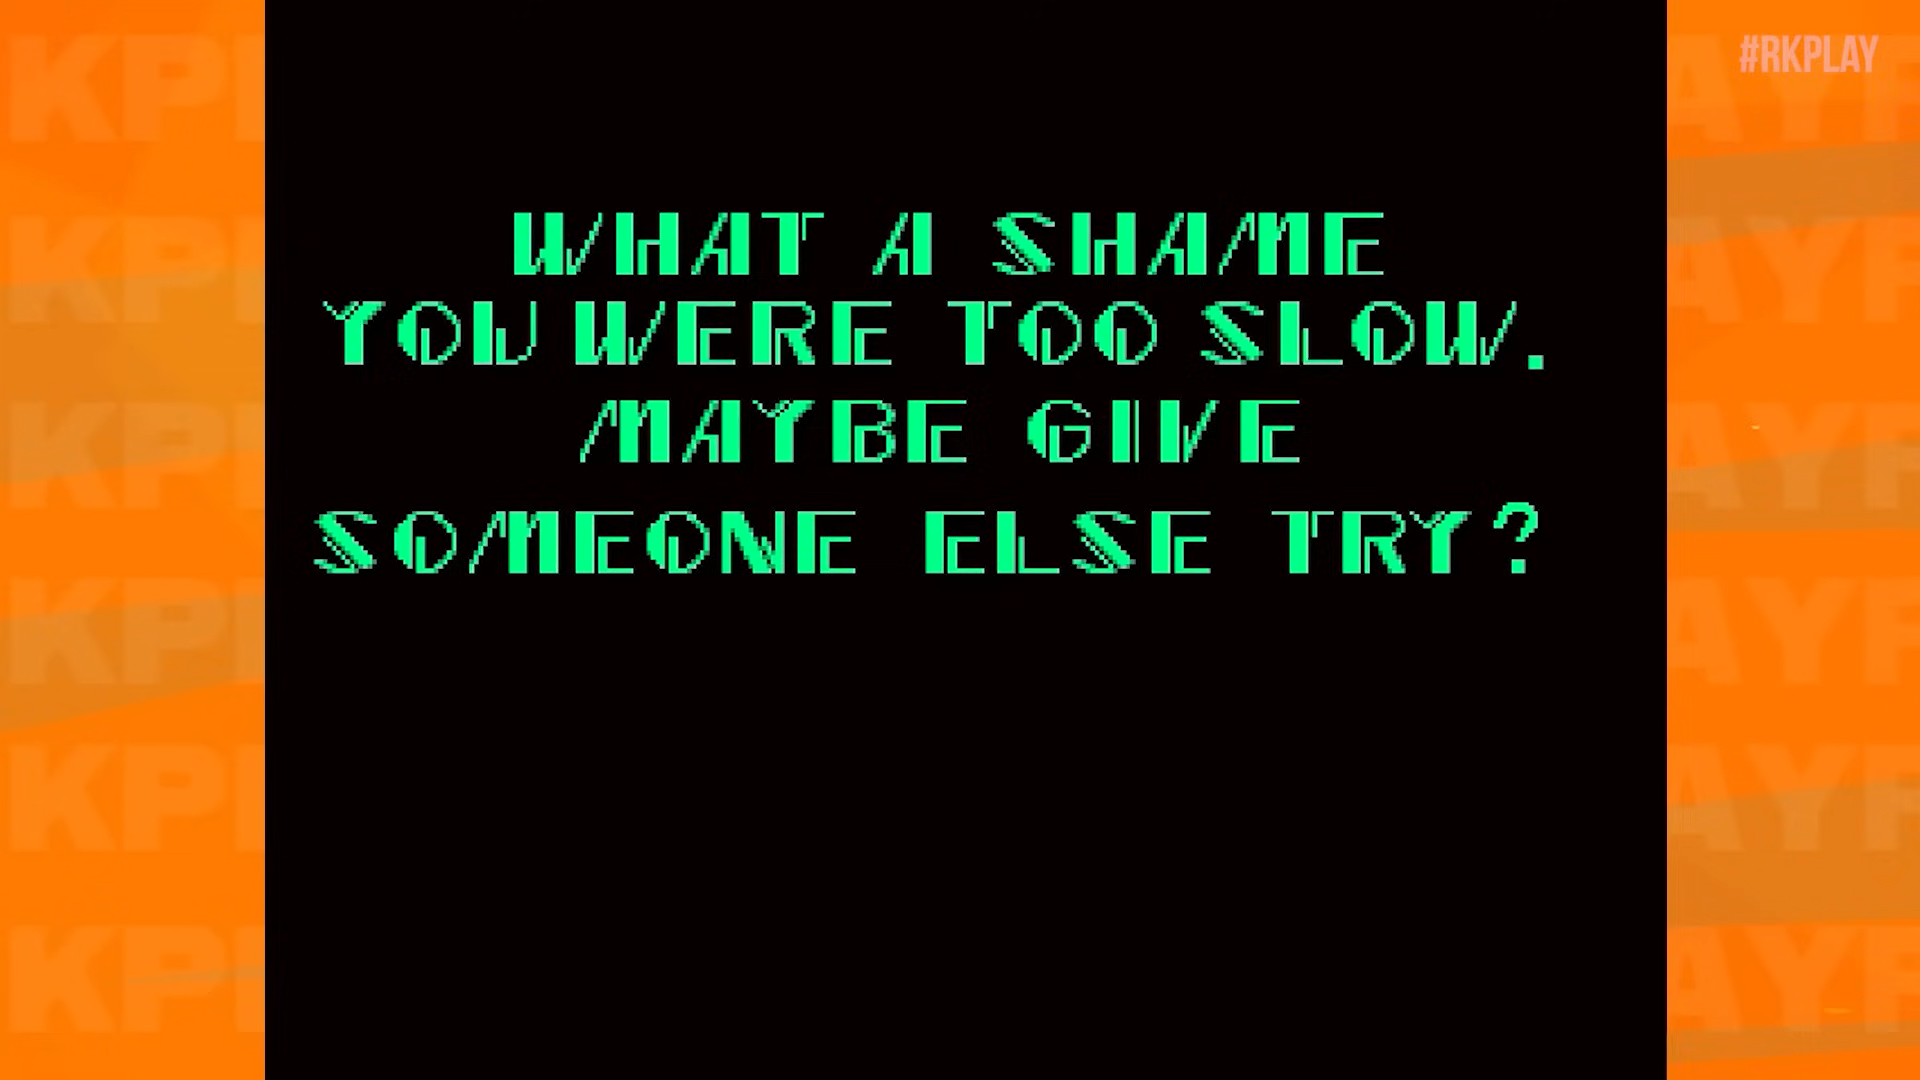 #RKPLAY
WHAT A SHAME
YOU WERE TOO SLOW.
MAYBE GIVE
SOMEONE ELSE TRY?